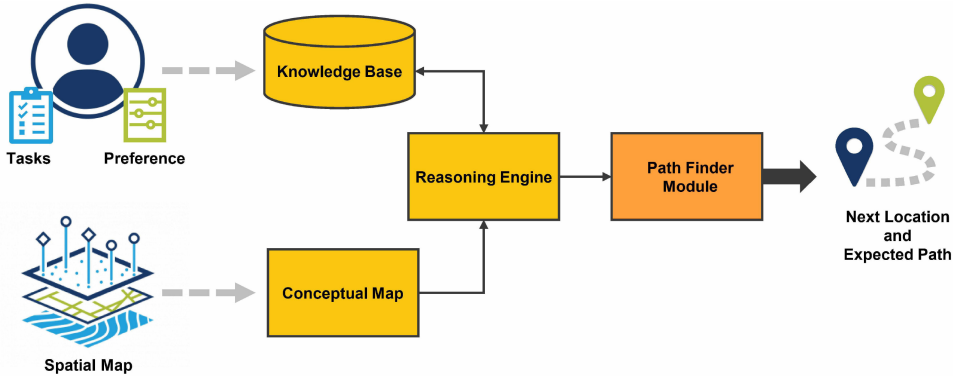 Tasks
Preference
Knowledge Base
Reasoning Engine
Path Finder
Module
Next Location
and
Expected Path
Conceptual Map
Spatial Map